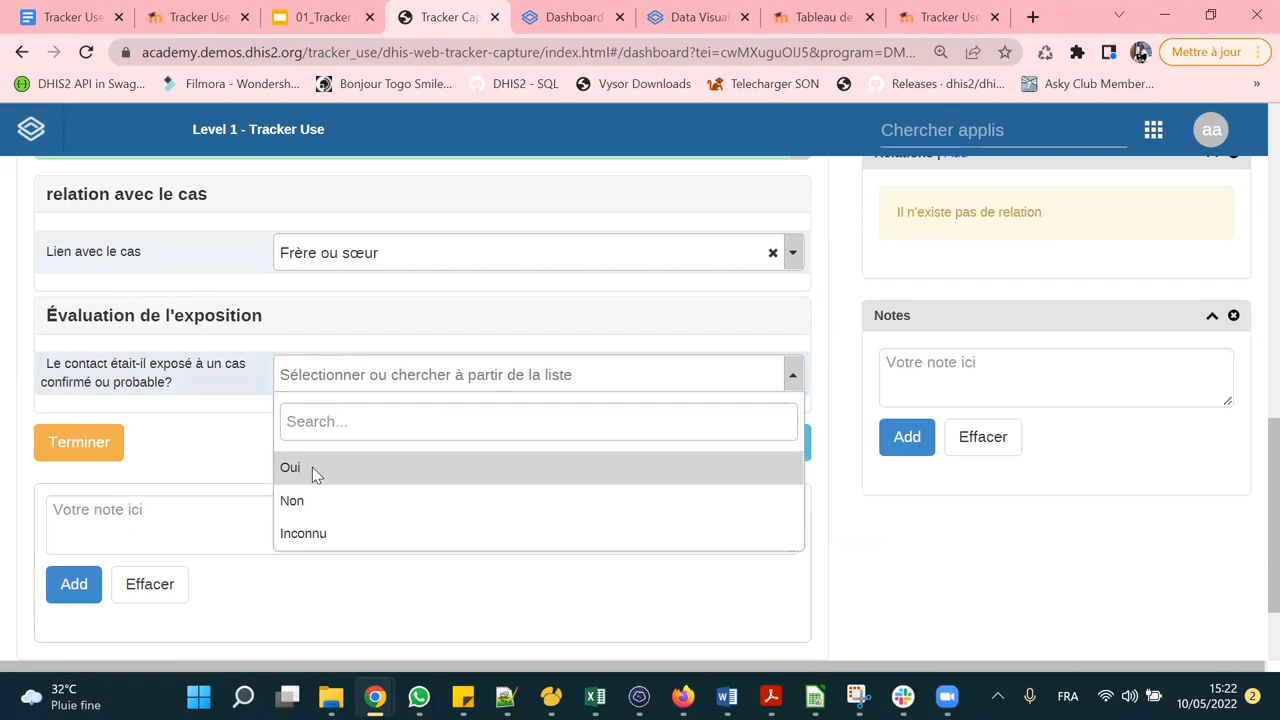 Tracker Use
Tracker Use
01_Tracker
Tracker Cap
Dashboard
Data Visual
Tableau de
Tracker Use
academy.demos.dhis2.org/tracker_use/dhis-web-tracker-capture/index.html#/dashboard?tei=cwMXuguOIJ5&program=DM...
Mettre à jour
DHIS2 API in Swag...
Filmora - Wondersh...
Bonjour Togo Smile...
DHIS2 - SQL
Vysor Downloads
Telecharger SON
Releases · dhis2/dhi...
Asky Club Member...
»
Level 1 - Tracker Use
Chercher applis
aa
relation avec le cas
Lien avec le cas
Frère ou sœur
Évaluation de l'exposition
Le contact était-il exposé à un cas
confirmé ou probable?
Sélectionner ou chercher à partir de la liste
Search...
Oui
Non
Inconnu
Terminer
Votre note ici
Add
Effacer
Il n'existe pas de relation
Notes
Votre note ici
Add
Effacer
32°C
Pluie fine
FRA
15:22
10/05/2022
2